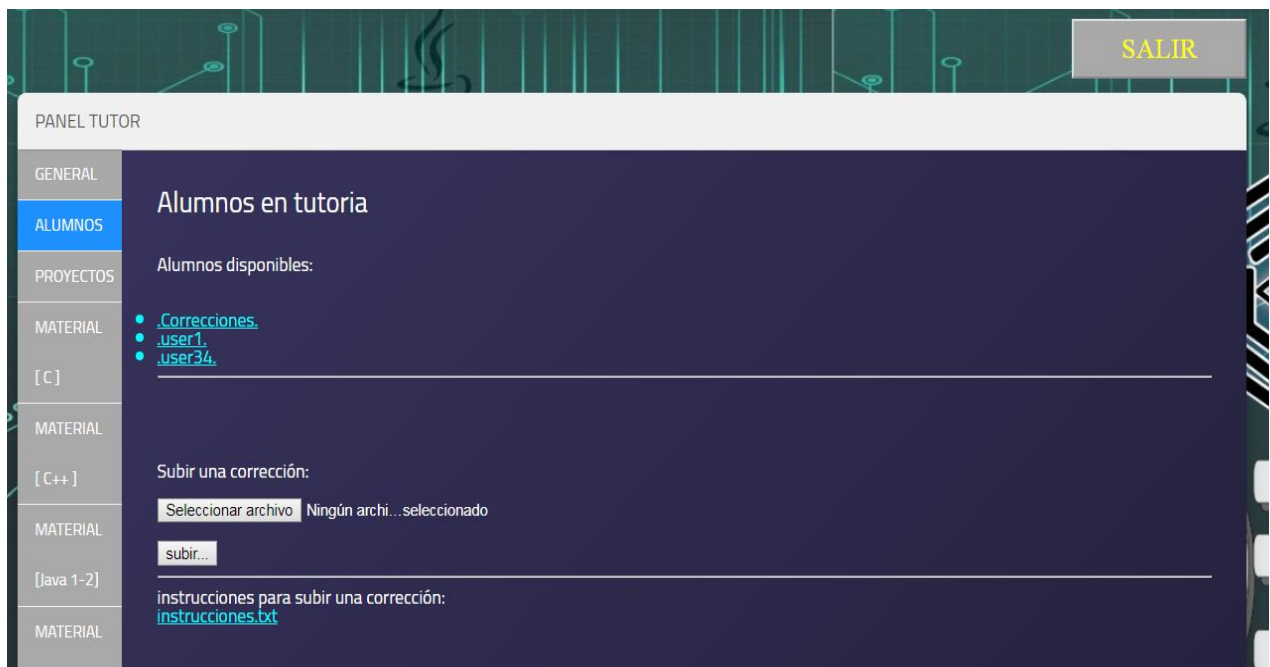 SALIR
PANEL TUTOR
GENERAL
ALUMNOS
PROYECTOS
MATERIAL
[ C ]
MATERIAL
[ C++ ]
MATERIAL
[Java 1-2]
MATERIAL
Alumnos en tutoria
Alumnos disponibles:
.Correcciones.
.user1.
.user34.
Subir una corrección:
Seleccionar archivo Ningún archi...seleccionado
subir...
instrucciones para subir una corrección:
instrucciones.txt